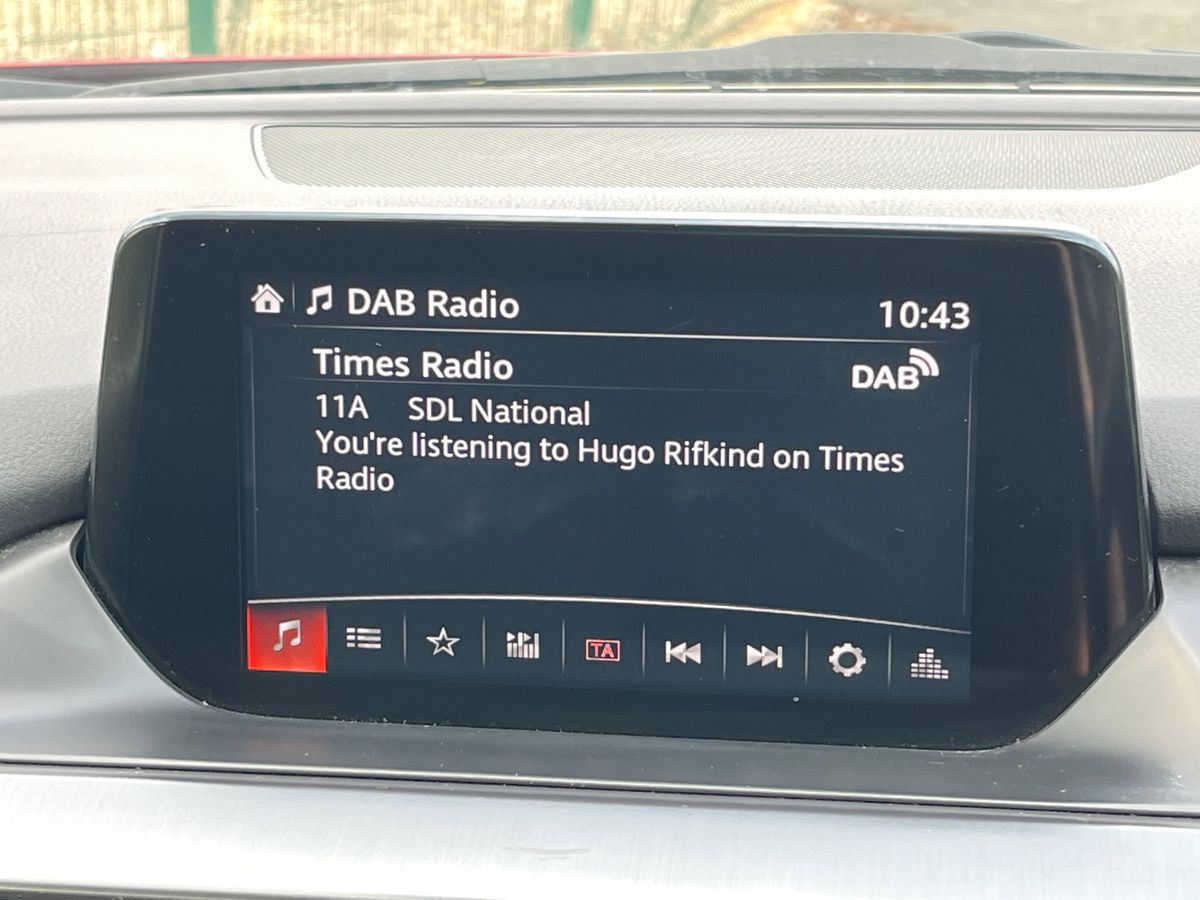 DAB Radio 10:43
Times Radio DAB
11A SDL National
You're listening to Hugo Rifkind on Times
Radio
TA